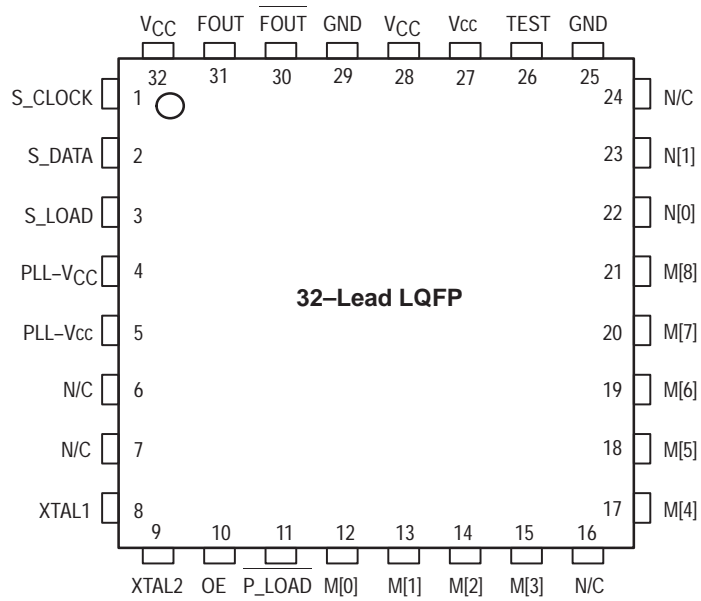 VCC FOUT F̅O̅U̅T̅ GND VCC Vcc TEST GND
32 31 30 29 28 27 26 25
S_CLOCK 1 24 N/C
S_DATA 2 23 N[1]
S_LOAD 3 22 N[0]
PLL–VCC 4 21 M[8]
32–Lead LQFP
PLL–Vcc 5 20 M[7]
N/C 6 19 M[6]
N/C 7 18 M[5]
XTAL1 8 17 M[4]
9 10 11 12 13 14 15 16
XTAL2 OE P̅_̅L̅O̅A̅D̅ M[0] M[1] M[2] M[3] N/C